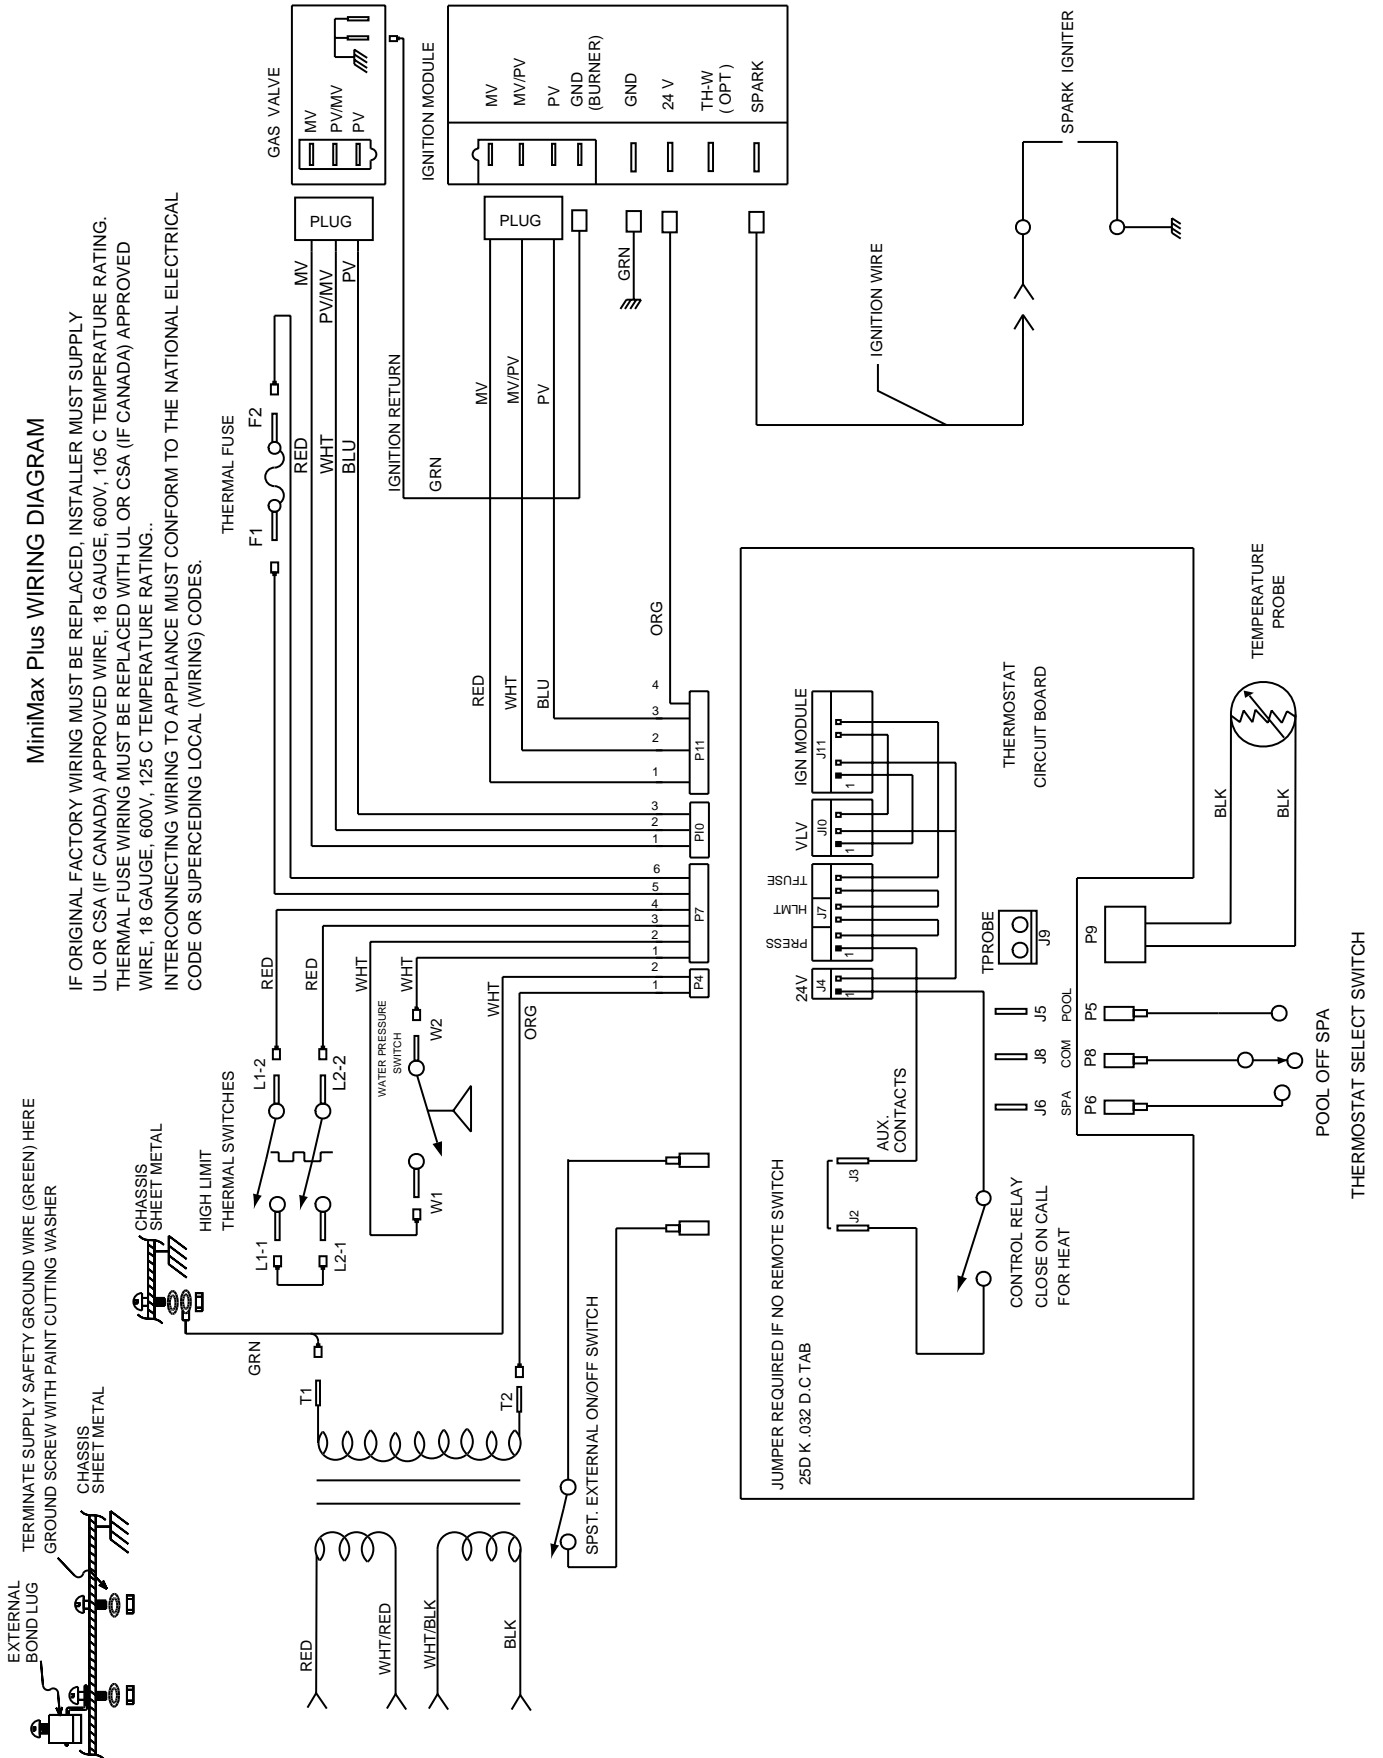 MiniMax Plus WIRING DIAGRAM
IF ORIGINAL FACTORY WIRING MUST BE REPLACED, INSTALLER MUST SUPPLY
UL OR CSA (IF CANADA) APPROVED WIRE, 18 GAUGE, 600V, 105 C TEMPERATURE RATING.
THERMAL FUSE WIRING MUST BE REPLACED WITH UL OR CSA (IF CANADA) APPROVED
WIRE, 18 GAUGE, 600V, 125 C TEMPERATURE RATING..
INTERCONNECTING WIRING TO APPLIANCE MUST CONFORM TO THE NATIONAL ELECTRICAL
CODE OR SUPERCEDING LOCAL (WIRING) CODES.
EXTERNAL
BOND LUG
TERMINATE SUPPLY SAFETY GROUND WIRE (GREEN) HERE
GROUND SCREW WITH PAINT CUTTING WASHER
CHASSIS
SHEET METAL
CHASSIS
SHEET METAL
GRN
HIGH LIMIT
THERMAL SWITCHES
L1-1
L1-2
L2-1
L2-2
RED
RED
WATER PRESSURE
SWITCH
W1
W2
WHT
WHT
WHT
ORG
T1
T2
RED
WHT/RED
WHT/BLK
BLK
SPST. EXTERNAL ON/OFF SWITCH
THERMAL FUSE
F1
F2
RED
WHT
BLU
MV
PV/MV
PV
PLUG
GAS VALVE
MV
PV/MV
PV
IGNITION RETURN
GRN
IGNITION MODULE
MV
MV/PV
PV
GND
(BURNER)
GND
24 V
TH-W
( OPT )
SPARK
PLUG
MV
MV/PV
PV
GRN
RED
WHT
BLU
ORG
IGNITION WIRE
SPARK IGNITER
1
2
P4
1
2
3
4
5
6
P7
1
2
3
PI0
1
2
3
4
P11
JUMPER REQUIRED IF NO REMOTE SWITCH
25D K .032 D.C TAB
J2
J3
AUX.
CONTACTS
CONTROL RELAY
CLOSE ON CALL
FOR HEAT
24V
J4
1
PRESS
HLMT
TFUSE
J7
1
VLV
JI0
1
IGN MODULE
J11
1
THERMOSTAT
CIRCUIT BOARD
TPROBE
J9
J6
J8
J5
SPA
COM
POOL
P6
P8
P5
P9
BLK
BLK
TEMPERATURE
PROBE
POOL OFF SPA
THERMOSTAT SELECT SWITCH